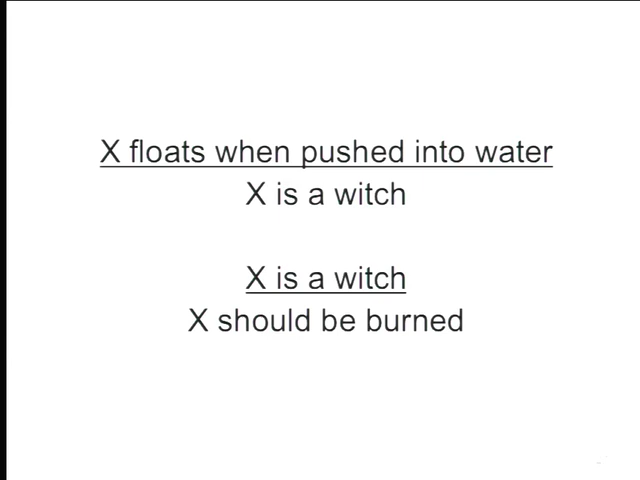 X floats when pushed into water
X is a witch
X is a witch
X should be burned